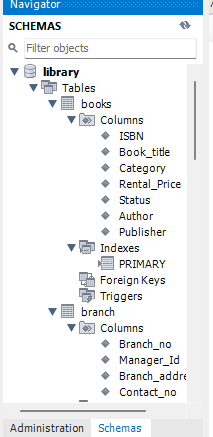 Navigator
SCHEMAS
Filter objects
library
Tables
books
Columns
ISBN
Book_title
Category
Rental_Price
Status
Author
Publisher
Indexes
PRIMARY
Foreign Keys
Triggers
branch
Columns
Branch_no
Manager_Id
Branch_addre
Contact_no
Administration Schemas